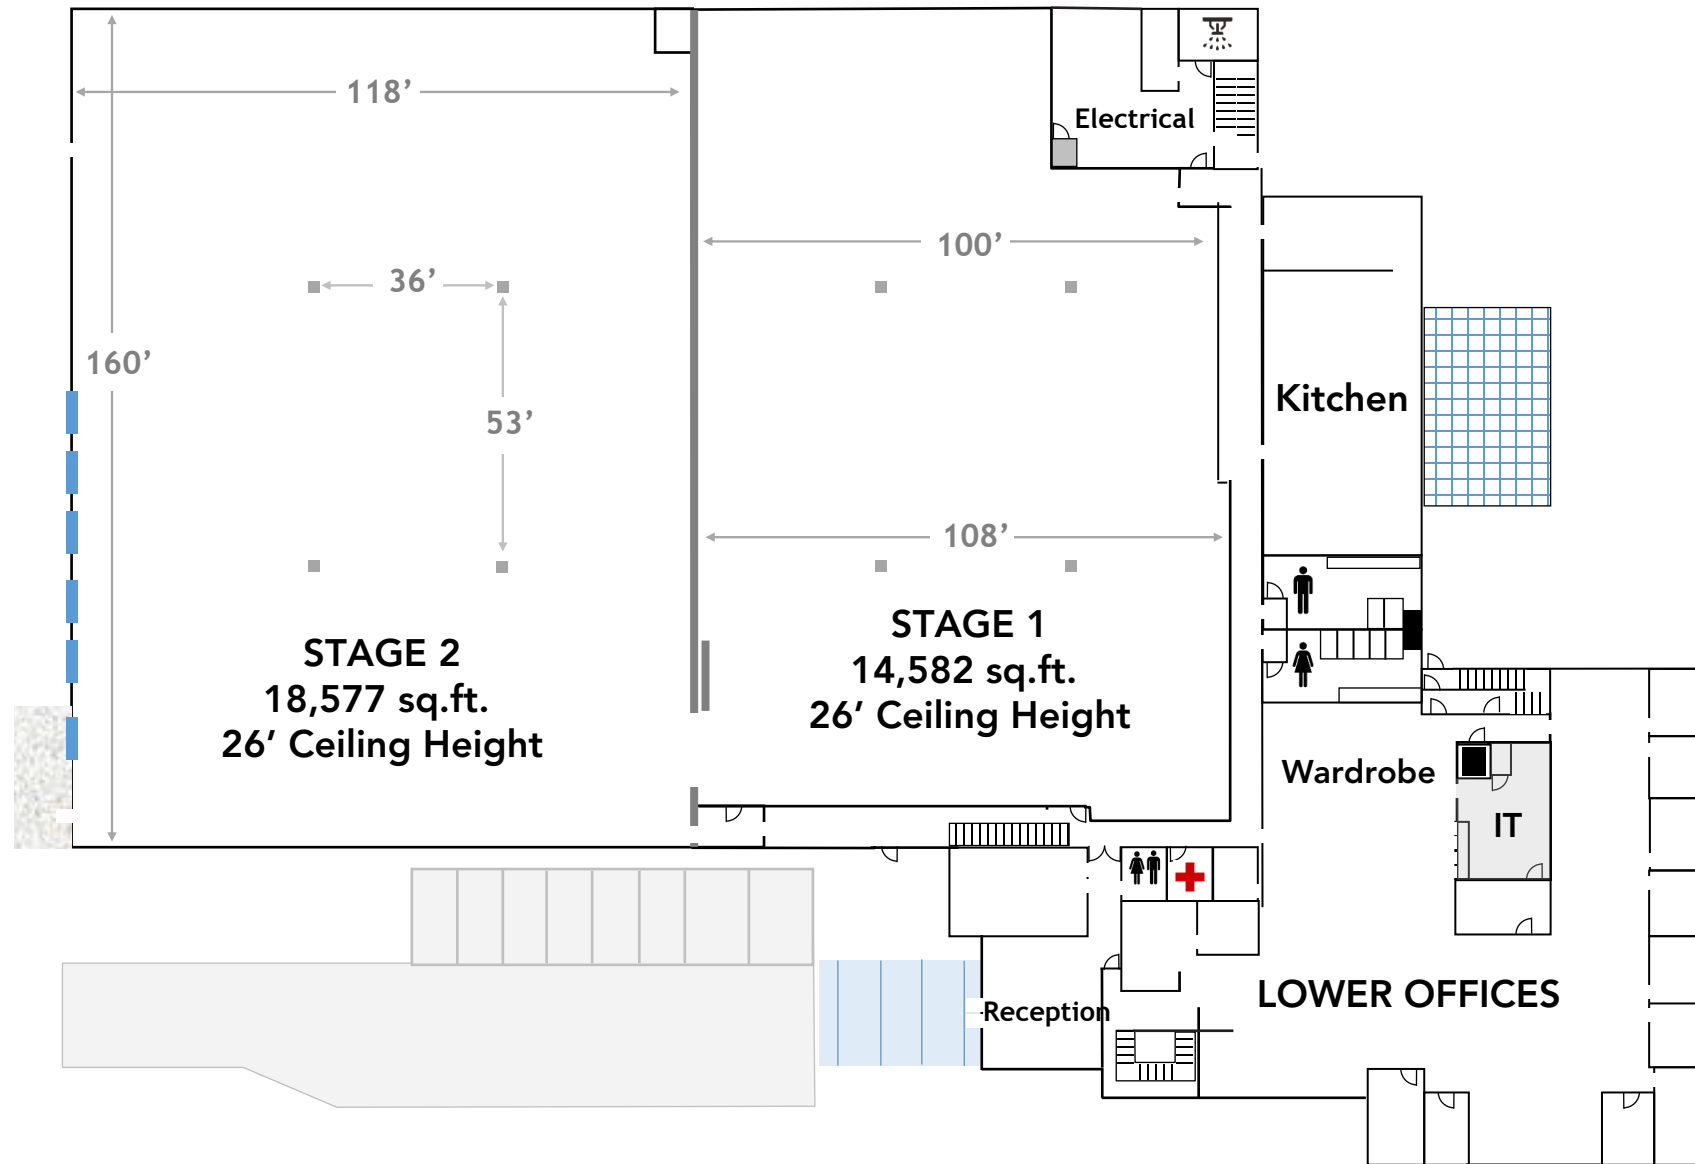 118’
Electrical
100’
36’
160’
Kitchen
53’
108’
STAGE 1
14,582 sq.ft.
26’ Ceiling Height
STAGE 2
18,577 sq.ft.
26’ Ceiling Height
Wardrobe
IT
LOWER OFFICES
Reception